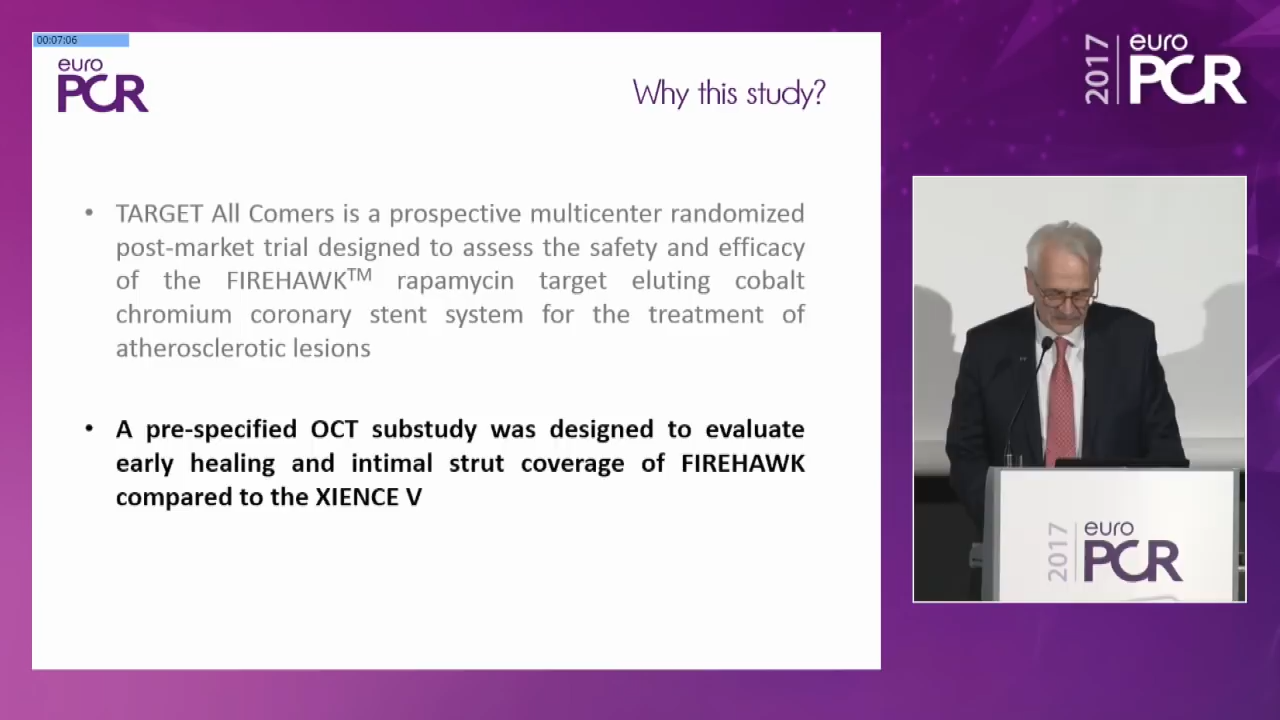 00:07:06
euro
PCR
Why this study?
• TARGET All Comers is a prospective multicenter randomized
post-market trial designed to assess the safety and efficacy
of the FIREHAWK™ rapamycin target eluting cobalt
chromium coronary stent system for the treatment of
atherosclerotic lesions
• A pre-specified OCT substudy was designed to evaluate
early healing and intimal strut coverage of FIREHAWK
compared to the XIENCE V
2017
euro
PCR
2017
euro
PCR